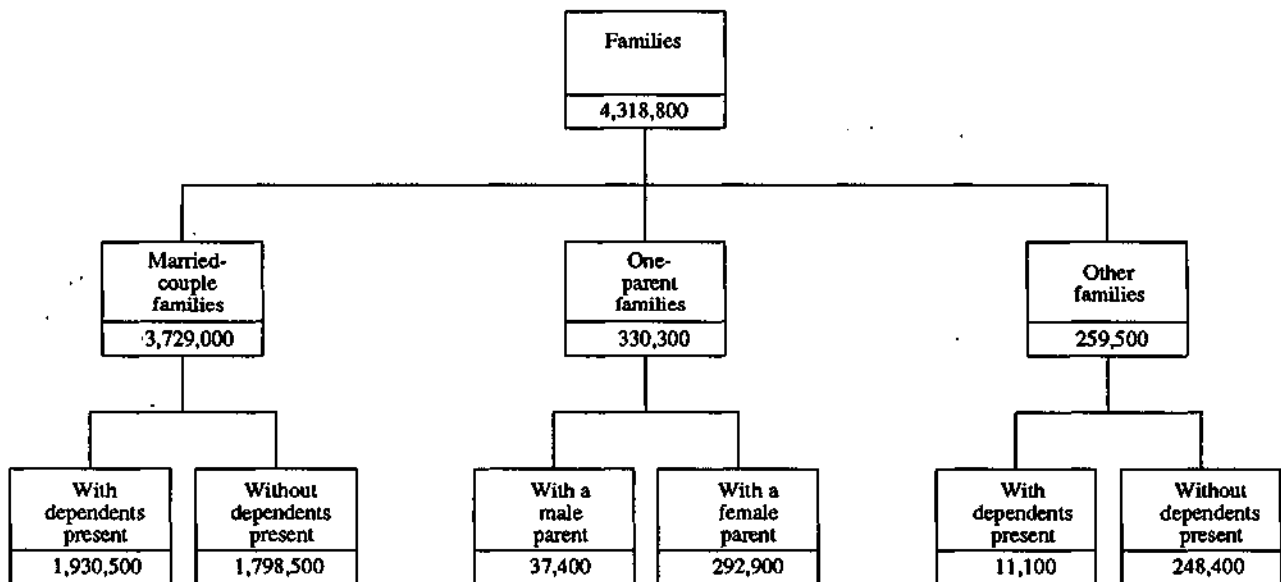 Families
4,318,800
Married-
couple
families
3,729,000
One-
parent
families
330,300
Other
families
259,500
With
dependents
present
1,930,500
Without
dependents
present
1,798,500
With a
male
parent
37,400
With a
female
parent
292,900
With
dependents
present
11,100
Without
dependents
present
248,400